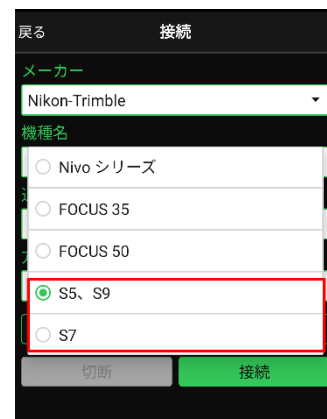 戻る 接続
メーカー
Nikon-Trimble
機種名
Nivo シリーズ
FOCUS 35
FOCUS 50
S5、S9
S7
切断 接続